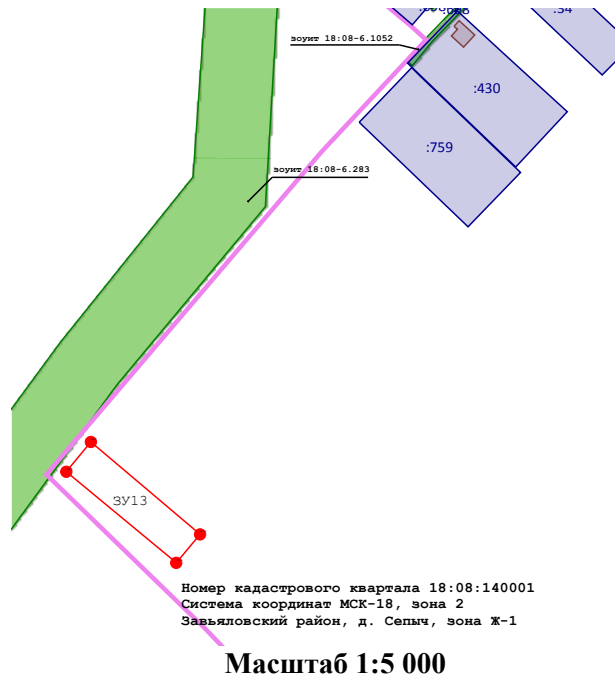 :34
зоуит 18:08-6.1052
:430
:759
зоуит 18:08-6.283
ЗУ13
Номер кадастрового квартала 18:08:140001
Система координат МСК-18, зона 2
Завьяловский район, д. Сепыч, зона Ж-1
Масштаб 1:5 000